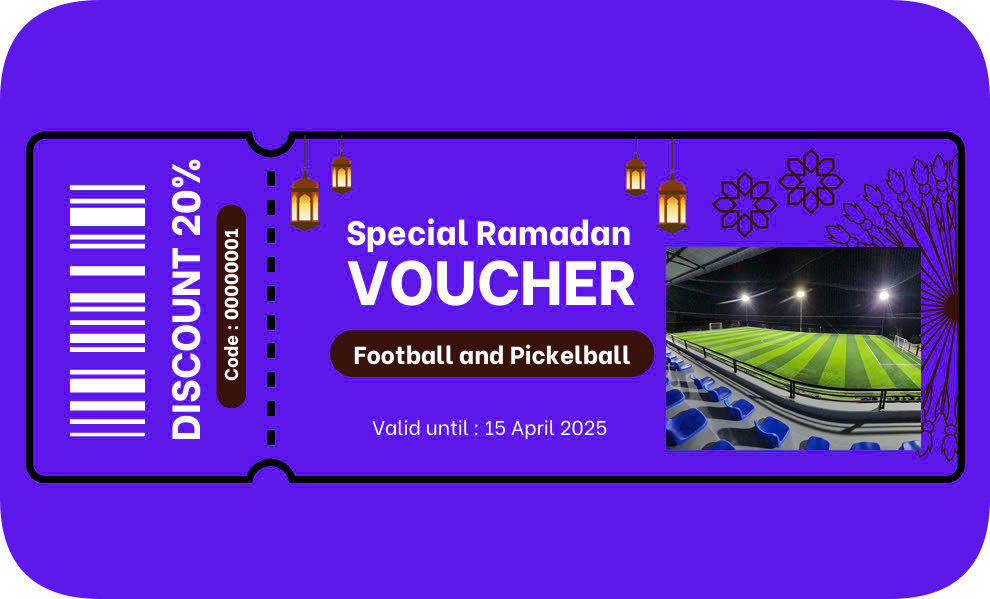 DISCOUNT 20%
Code : 00000001
Special Ramadan
VOUCHER
Football and Pickelball
Valid until : 15 April 2025